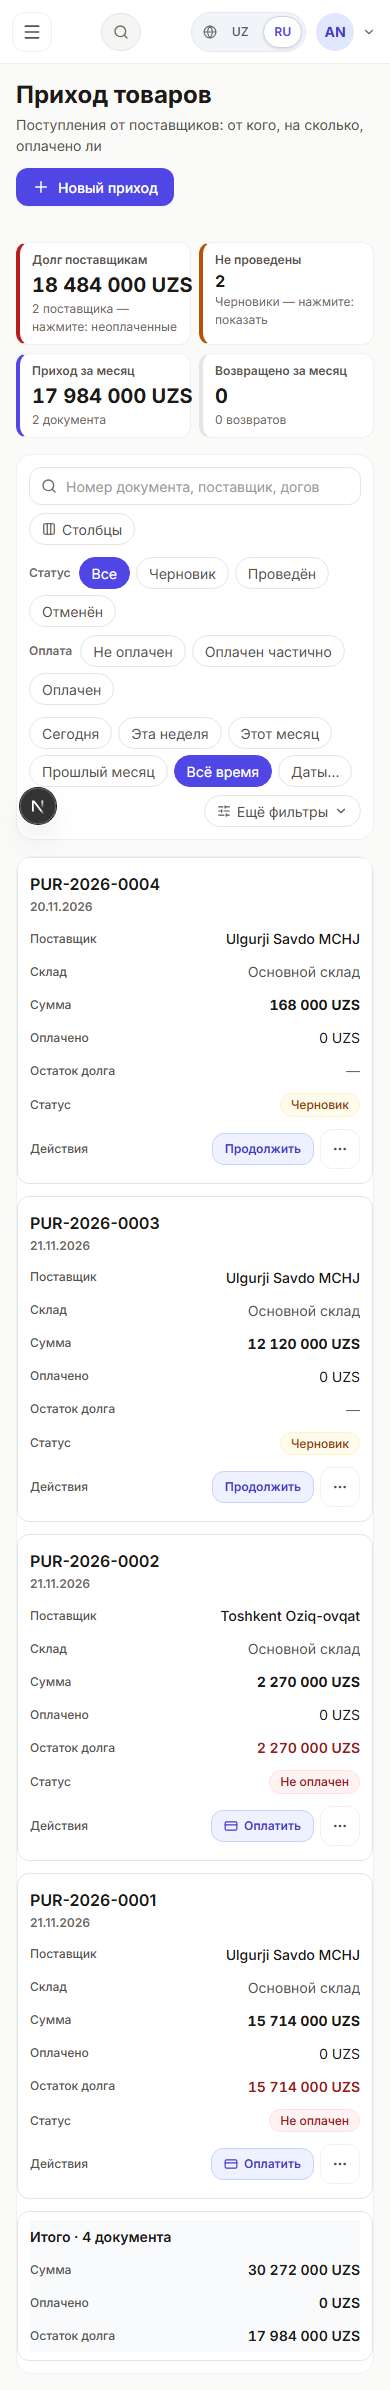 UZ RU AN
Приход товаров
Поступления от поставщиков: от кого, на сколько,
оплачено ли
+ Новый приход
Долг поставщикам
18 484 000 UZS
2 поставщика —
нажмите: неоплаченные
Не проведены
2
Черновики — нажмите:
показать
Приход за месяц
17 984 000 UZS
2 документа
Возвращено за месяц
0
0 возвратов
Номер документа, поставщик, догов
Столбцы
Статус Все Черновик Проведён
Отменён
Оплата Не оплачен Оплачен частично
Оплачен
Сегодня Эта неделя Этот месяц
Прошлый месяц Всё время Даты...
N Ещё фильтры
PUR-2026-0004
20.11.2026
Поставщик Ulgurji Savdo MCHJ
Склад Основной склад
Сумма 168 000 UZS
Оплачено 0 UZS
Остаток долга —
Статус Черновик
Действия Продолжить ...
PUR-2026-0003
21.11.2026
Поставщик Ulgurji Savdo MCHJ
Склад Основной склад
Сумма 12 120 000 UZS
Оплачено 0 UZS
Остаток долга —
Статус Черновик
Действия Продолжить ...
PUR-2026-0002
21.11.2026
Поставщик Toshkent Oziq-ovqat
Склад Основной склад
Сумма 2 270 000 UZS
Оплачено 0 UZS
Остаток долга 2 270 000 UZS
Статус Не оплачен
Действия Оплатить ...
PUR-2026-0001
21.11.2026
Поставщик Ulgurji Savdo MCHJ
Склад Основной склад
Сумма 15 714 000 UZS
Оплачено 0 UZS
Остаток долга 15 714 000 UZS
Статус Не оплачен
Действия Оплатить ...
Итого · 4 документа
Сумма 30 272 000 UZS
Оплачено 0 UZS
Остаток долга 17 984 000 UZS